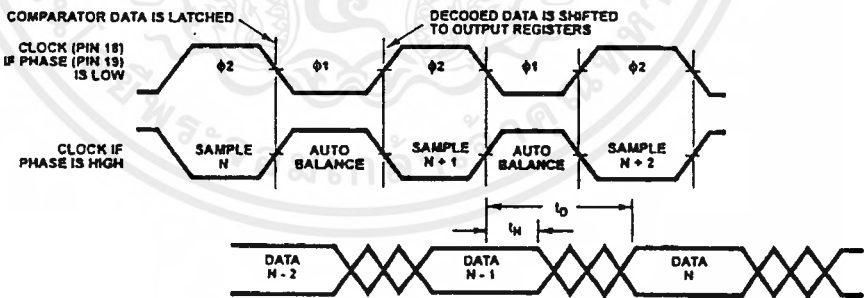 COMPARATOR DATA IS LATCHED
DECODED DATA IS SHIFTED
TO OUTPUT REGISTERS
CLOCK (PIN 18)
IF PHASE (PIN 19)
IS LOW
ϕ2 ϕ1 ϕ2 ϕ1 ϕ2
CLOCK IF
PHASE IS HIGH
SAMPLE
N
AUTO
BALANCE
SAMPLE
N + 1
AUTO
BALANCE
SAMPLE
N + 2
tD
tH
DATA
N - 2
DATA
N - 1
DATA
N